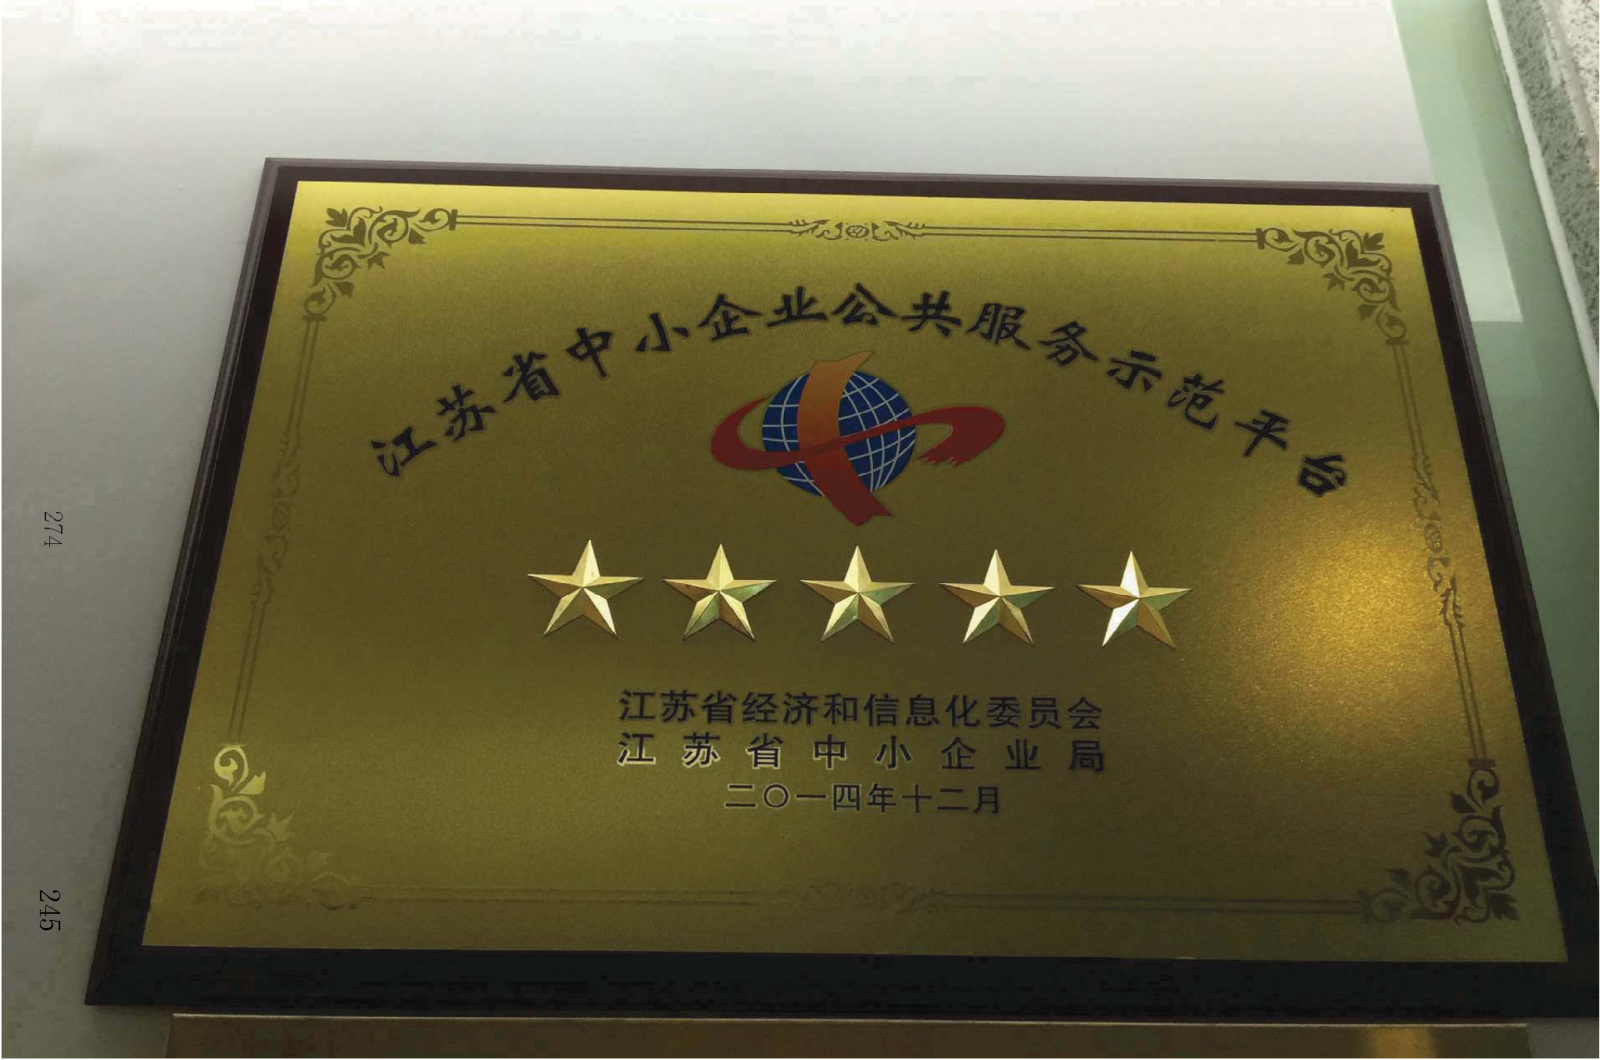 江苏省中小企业公共服务示范平台
江苏省经济和信息化委员会
江苏省中小企业局
二〇一四年十二月
274
245